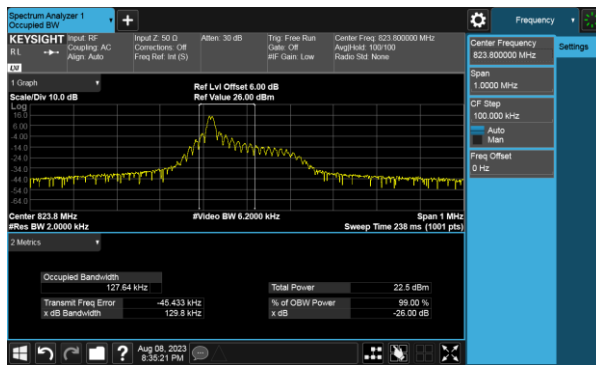 Spectrum Analyzer 1
Occupied BW
KEYSIGHT
RL
Input: RF
Coupling: AC
Align: Auto
Input Z: 50 Ω
Corrections: Off
Freq Ref: Int (S)
Atten: 30 dB
Trig: Free Run
Gate: Off
#IF Gain: Low
Center Freq: 823.800000 MHz
Avg|Hold: 100/100
Radio Std: None
LXI
1 Graph
Scale/Div 10.0 dB
Ref Lvl Offset 6.00 dB
Ref Value 26.00 dBm
Log
16.0
6.00
-4.00
-14.0
-24.0
-34.0
-44.0
-54.0
-64.0
Center 823.8 MHz
#Video BW 6.2000 kHz
Span 1 MHz
#Res BW 2.0000 kHz
Sweep Time 238 ms (1001 pts)
2 Metrics
Occupied Bandwidth
127.64 kHz
Total Power 22.5 dBm
Transmit Freq Error -45.433 kHz
% of OBW Power 99.00 %
x dB Bandwidth 129.8 kHz
x dB -26.00 dB
Aug 08, 2023
8:35:21 PM
?
Frequency
Settings
Center Frequency
823.800000 MHz
Span
1.0000 MHz
CF Step
100.000 kHz
Auto
Man
Freq Offset
0 Hz